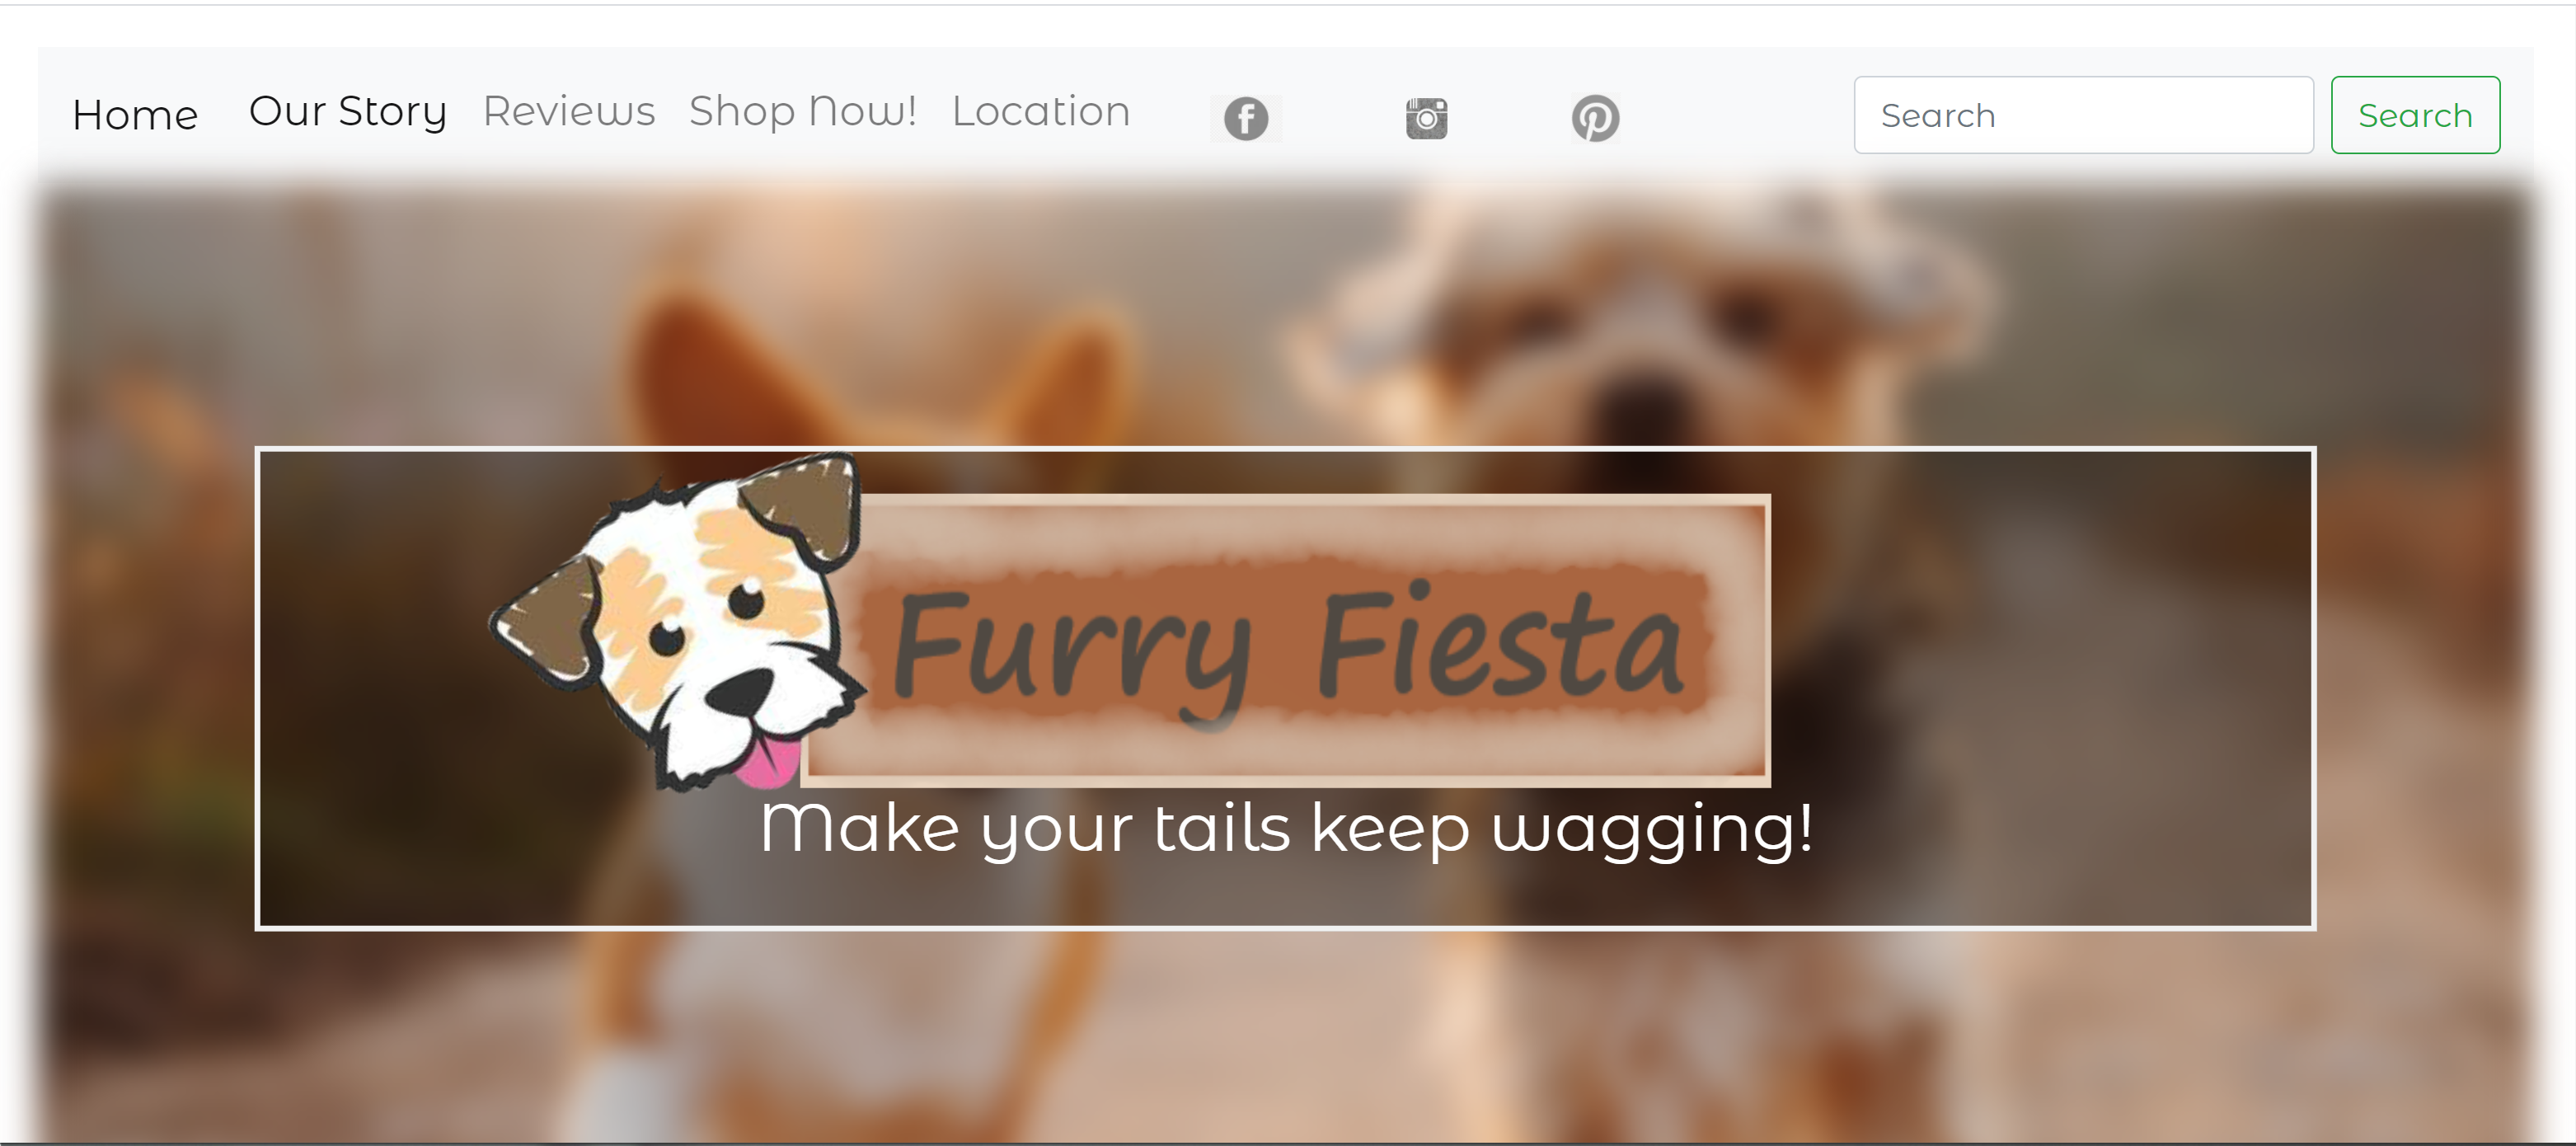 Home Our Story Reviews Shop Now! Location Search Search
Furry Fiesta
Make your tails keep wagging!